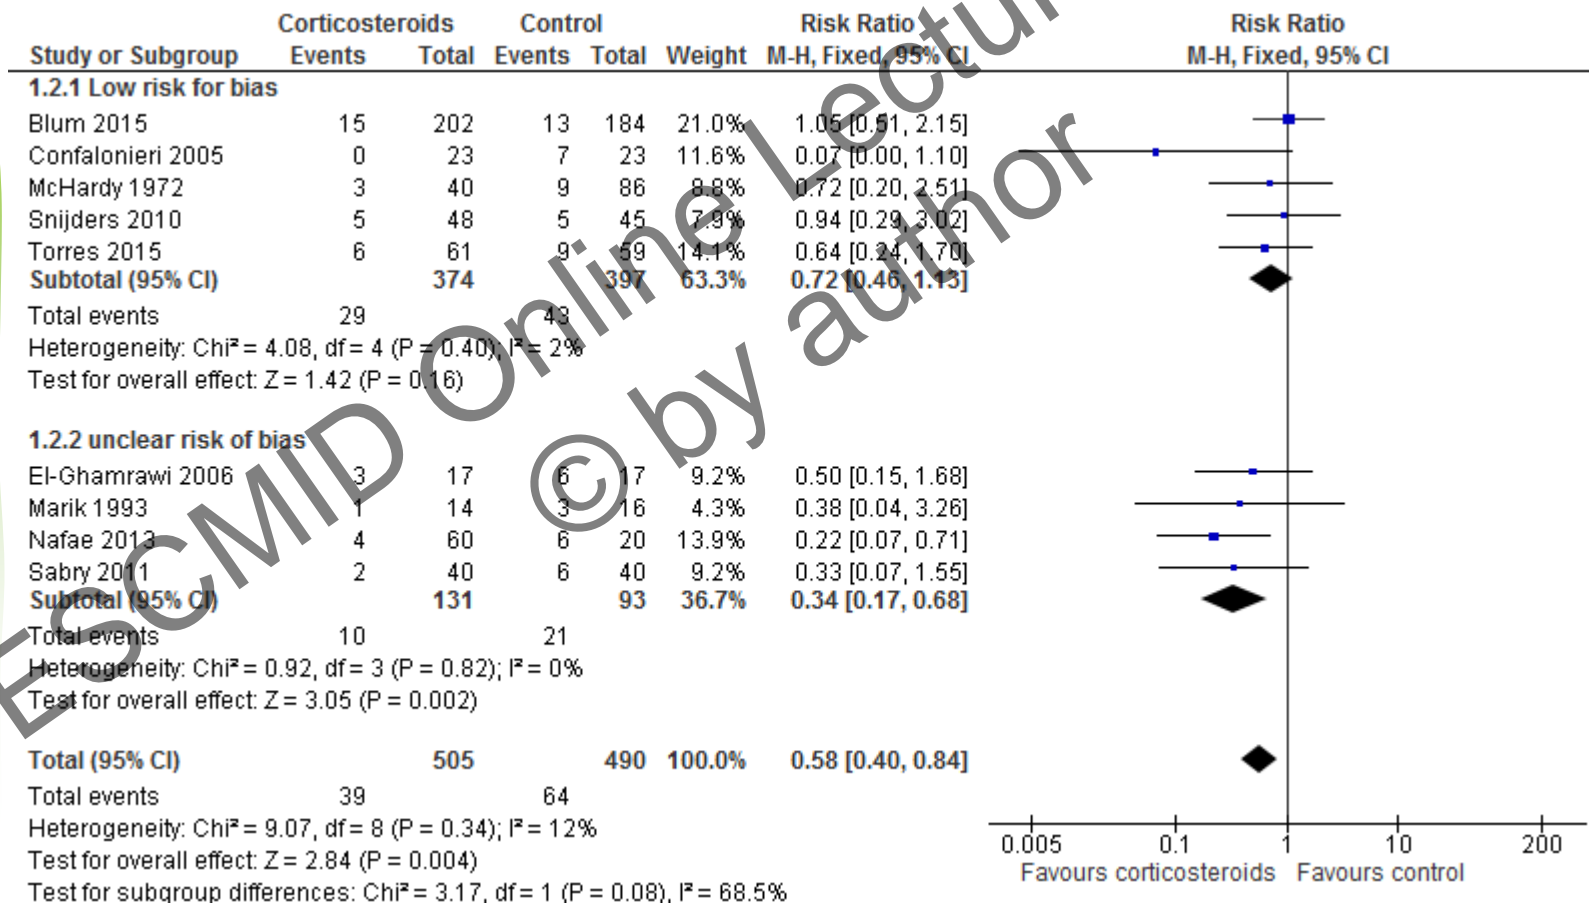 Corticosteroids Control Risk Ratio Risk Ratio
Study or Subgroup Events Total Events Total Weight M-H, Fixed, 95% CI M-H, Fixed, 95% CI
1.2.1 Low risk for bias
Blum 2015 15 202 13 184 21.0% 1.05 [0.51, 2.15]
Confalonieri 2005 0 23 7 23 11.6% 0.07 [0.00, 1.10]
McHardy 1972 3 40 9 86 8.8% 0.72 [0.20, 2.51]
Snijders 2010 5 48 5 45 7.9% 0.94 [0.29, 3.02]
Torres 2015 6 61 9 59 14.1% 0.64 [0.24, 1.70]
Subtotal (95% CI) 374 397 63.3% 0.72 [0.46, 1.13]
Total events 29 43
Heterogeneity: Chi² = 4.08, df = 4 (P = 0.40); I² = 2%
Test for overall effect: Z = 1.42 (P = 0.16)
1.2.2 unclear risk of bias
El-Ghamrawi 2006 3 17 6 17 9.2% 0.50 [0.15, 1.68]
Marik 1993 1 14 3 16 4.3% 0.38 [0.04, 3.26]
Nafae 2013 4 60 6 20 13.9% 0.22 [0.07, 0.71]
Sabry 2011 2 40 6 40 9.2% 0.33 [0.07, 1.55]
Subtotal (95% CI) 131 93 36.7% 0.34 [0.17, 0.68]
Total events 10 21
Heterogeneity: Chi² = 0.92, df = 3 (P = 0.82); I² = 0%
Test for overall effect: Z = 3.05 (P = 0.002)
Total (95% CI) 505 490 100.0% 0.58 [0.40, 0.84]
Total events 39 64
Heterogeneity: Chi² = 9.07, df = 8 (P = 0.34); I² = 12%
Test for overall effect: Z = 2.84 (P = 0.004)
Test for subgroup differences: Chi² = 3.17, df = 1 (P = 0.08), I² = 68.5%
0.005 0.1 1 10 200
Favours corticosteroids Favours control
ESCMID Online Lectur
© by author